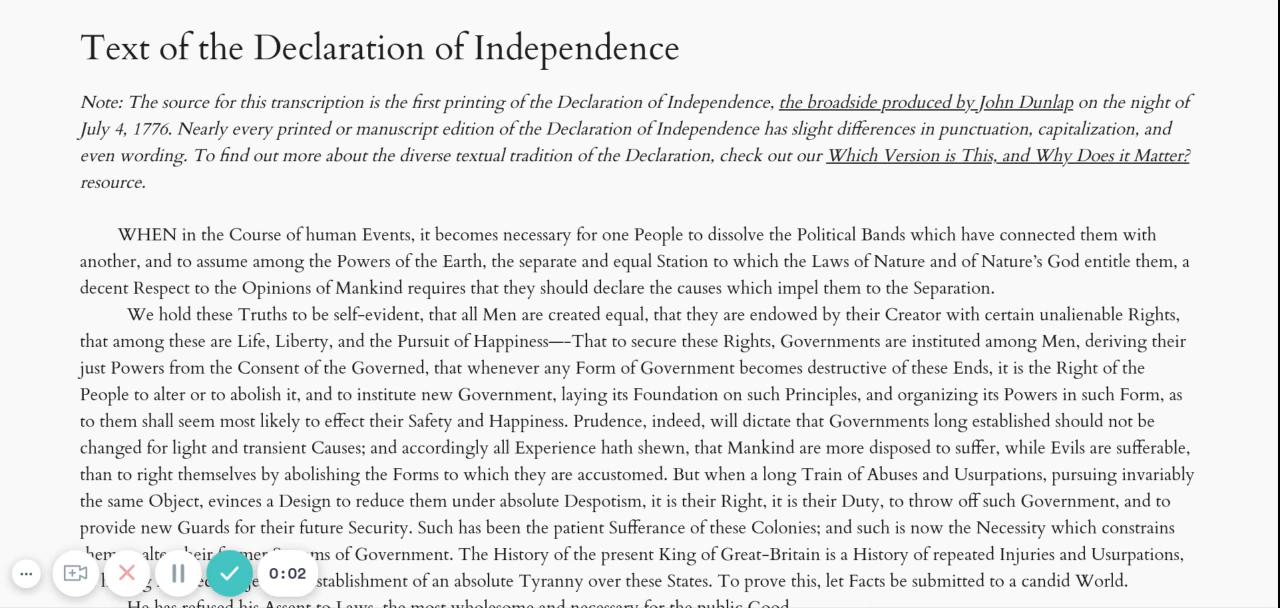 Text of the Declaration of Independence
Note: The source for this transcription is the first printing of the Declaration of Independence, the broadside produced by John Dunlap on the night of
July 4, 1776. Nearly every printed or manuscript edition of the Declaration of Independence has slight differences in punctuation, capitalization, and
even wording. To find out more about the diverse textual tradition of the Declaration, check out our Which Version is This, and Why Does it Matter?
resource.
WHEN in the Course of human Events, it becomes necessary for one People to dissolve the Political Bands which have connected them with
another, and to assume among the Powers of the Earth, the separate and equal Station to which the Laws of Nature and of Nature’s God entitle them, a
decent Respect to the Opinions of Mankind requires that they should declare the causes which impel them to the Separation.
We hold these Truths to be self-evident, that all Men are created equal, that they are endowed by their Creator with certain unalienable Rights,
that among these are Life, Liberty, and the Pursuit of Happiness—-That to secure these Rights, Governments are instituted among Men, deriving their
just Powers from the Consent of the Governed, that whenever any Form of Government becomes destructive of these Ends, it is the Right of the
People to alter or to abolish it, and to institute new Government, laying its Foundation on such Principles, and organizing its Powers in such Form, as
to them shall seem most likely to effect their Safety and Happiness. Prudence, indeed, will dictate that Governments long established should not be
changed for light and transient Causes; and accordingly all Experience hath shewn, that Mankind are more disposed to suffer, while Evils are sufferable,
than to right themselves by abolishing the Forms to which they are accustomed. But when a long Train of Abuses and Usurpations, pursuing invariably
the same Object, evinces a Design to reduce them under absolute Despotism, it is their Right, it is their Duty, to throw off such Government, and to
provide new Guards for their future Security. Such has been the patient Sufferance of these Colonies; and such is now the Necessity which constrains
of Government. The History of the present King of Great-Britain is a History of repeated Injuries and Usurpations,
of an absolute Tyranny over these States. To prove this, let Facts be submitted to a candid World.
He has refused his Assent to Laws, the most wholesome and necessary for the public Good.
0:02